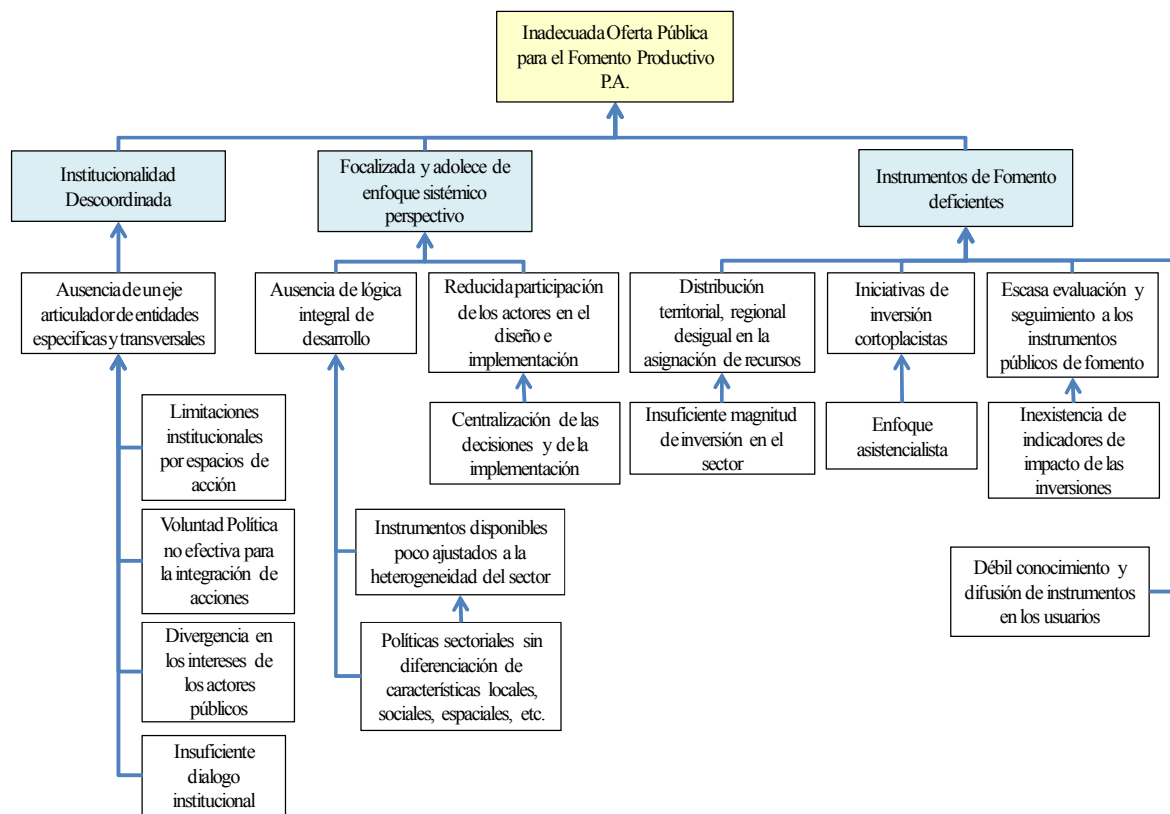 Inadecuada Oferta Pública
para el Fomento Productivo
P.A.
Institucionalidad
Descoordinada
Focalizada y adolece de
enfoque sistémico
perspectivo
Instrumentos de Fomento
deficientes
Ausencia de un eje
articulador de entidades
especificas y transversales
Ausencia de lógica
integral de
desarrollo
Reducida participación
de los actores en el
diseño e
implementación
Distribución
territorial, regional
desigual en la
asignación de recursos
Iniciativas de
inversión
cortoplacistas
Escasa evaluación y
seguimiento a los
instrumentos
públicos de fomento
Limitaciones
institucionales
por espacios de
acción
Centralización de las
decisiones y de la
implementación
Insuficiente magnitud
de inversión en el
sector
Enfoque
asistencialista
Inexistencia de
indicadores de
impacto de las
inversiones
Voluntad Política
no efectiva para
la integración de
acciones
Instrumentos disponibles
poco ajustados a la
heterogeneidad del sector
Débil conocimiento y
difusión de instrumentos
en los usuarios
Divergencia en
los intereses de
los actores
públicos
Políticas sectoriales sin
diferenciación de
características locales,
sociales, espaciales, etc.
Insuficiente
dialogo
institucional